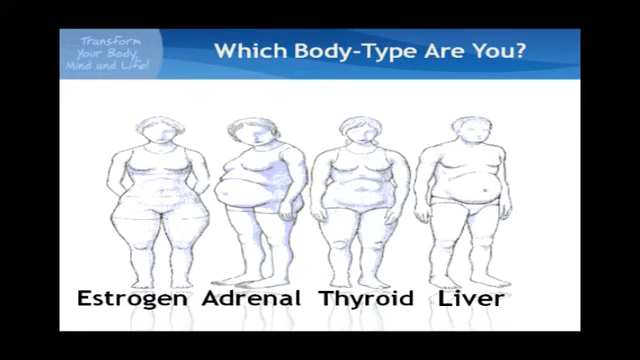 Transform
Your Body,
Mind and Life!
Which Body-Type Are You?
Estrogen Adrenal Thyroid Liver